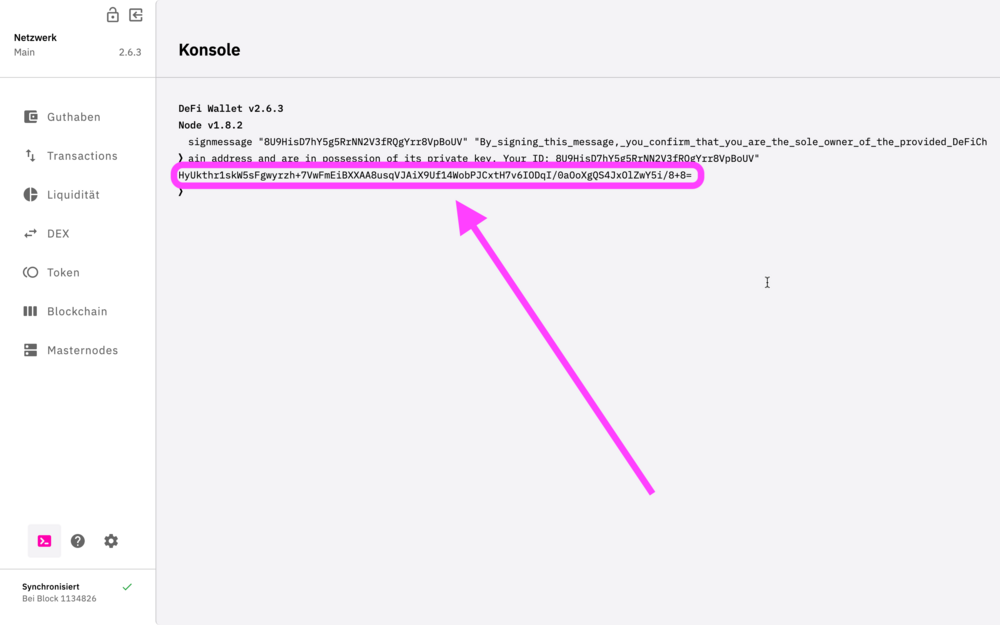 Netzwerk
Main 2.6.3
Konsole
Guthaben
Transactions
Liquidität
DEX
Token
Blockchain
Masternodes
DeFi Wallet v2.6.3
Node v1.8.2
signmessage "8U9HisD7hY5g5RrNN2V3fRQgYrr8VpBoUV" "By_signing_this_message,_you_confirm_that_you_are_the_sole_owner_of_the_provided_DeFiCh
❯ ain address and are in possession of its private key. Your ID: 8U9HisD7hY5g5RrNN2V3fRQgYrr8VpBoUV"
HyUkthr1skW5sFgwyrzh+7VwFmEiBXXAA8usqVJAiX9Uf14WobPJCxtH7v6IODqI/0aOoXgQS4JxOlZwY5i/8+8=
❯
Synchronisiert
Bei Block 1134826